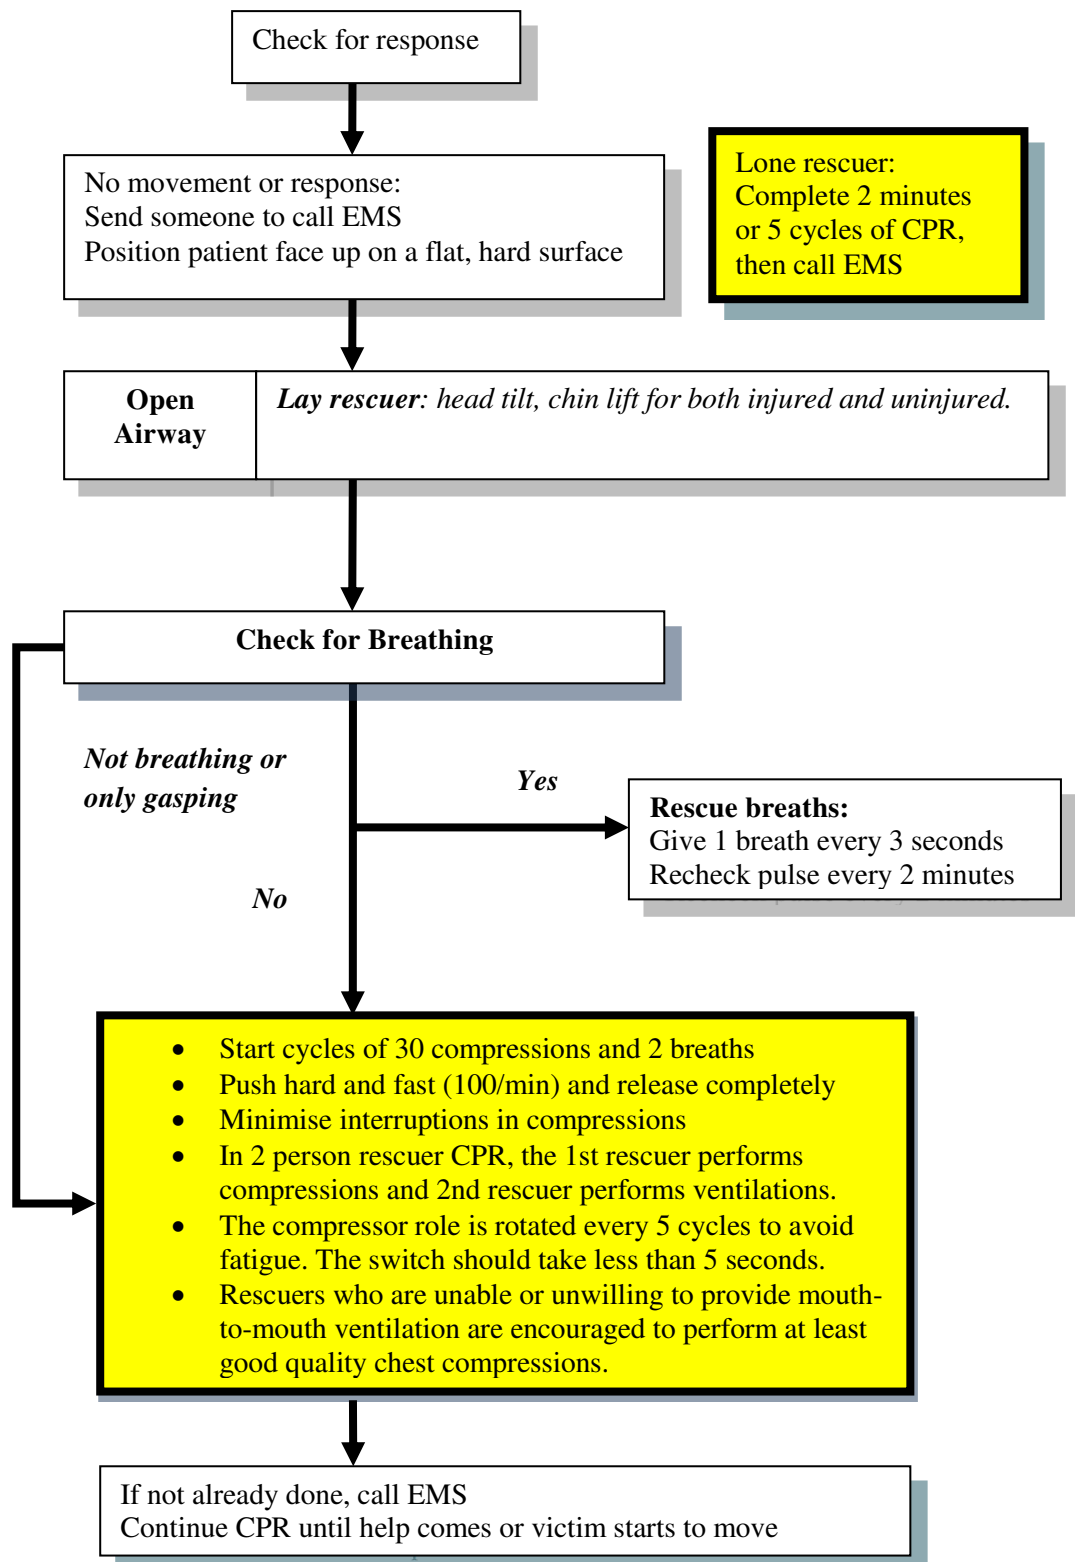 Check for response
No movement or response:
Send someone to call EMS
Position patient face up on a flat, hard surface
Lone rescuer:
Complete 2 minutes
or 5 cycles of CPR,
then call EMS
Open
Airway
Lay rescuer: head tilt, chin lift for both injured and uninjured.
Check for Breathing
Not breathing or
only gasping
Yes
Rescue breaths:
Give 1 breath every 3 seconds
Recheck pulse every 2 minutes
No
• Start cycles of 30 compressions and 2 breaths
• Push hard and fast (100/min) and release completely
• Minimise interruptions in compressions
• In 2 person rescuer CPR, the 1st rescuer performs
compressions and 2nd rescuer performs ventilations.
• The compressor role is rotated every 5 cycles to avoid
fatigue. The switch should take less than 5 seconds.
• Rescuers who are unable or unwilling to provide mouth-
to-mouth ventilation are encouraged to perform at least
good quality chest compressions.
If not already done, call EMS
Continue CPR until help comes or victim starts to move